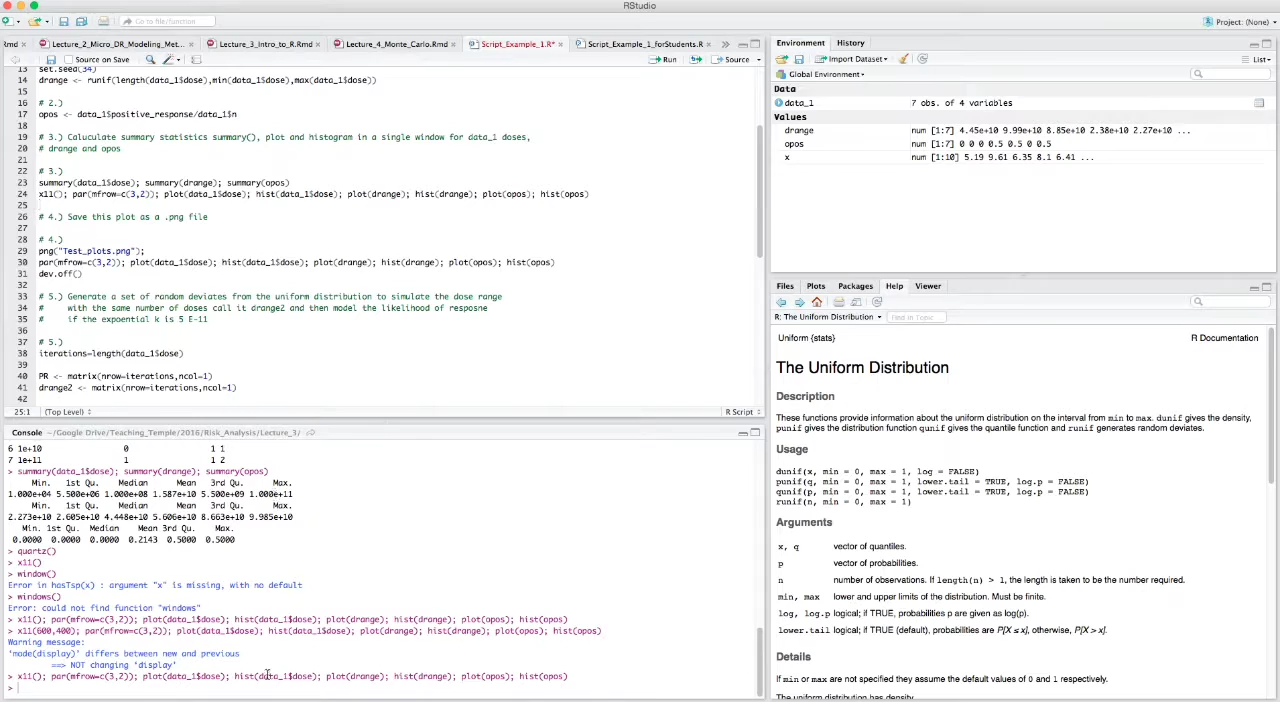 RStudio
Go to file/function
Project: (None)
Rmd
Lecture_2_Micro_DR_Modeling_Met...
Lecture_3_Intro_to_R.Rmd
Lecture_4_Monte_Carlo.Rmd
Script_Example_1.R*
Script_Example_1_forStudents.R
Source on Save
Run
Source
13 set.seed(34)
14 drange <- runif(length(data_1$dose),min(data_1$dose),max(data_1$dose))
15
16 # 2.)
17 opos <- data_1$positive_response/data_1$n
18
19 # 3.) Caluculate summary statistics summary(), plot and histogram in a single window for data_1 doses,
20 # drange and opos
21
22 # 3.)
23 summary(data_1$dose); summary(drange); summary(opos)
24 x11(); par(mfrow=c(3,2)); plot(data_1$dose); hist(data_1$dose); plot(drange); hist(drange); plot(opos); hist(opos)
25
26 # 4.) Save this plot as a .png file
27
28 # 4.)
29 png("Test_plots.png");
30 par(mfrow=c(3,2)); plot(data_1$dose); hist(data_1$dose); plot(drange); hist(drange); plot(opos); hist(opos)
31 dev.off()
32
33 # 5.) Generate a set of random deviates from the uniform distribution to simulate the dose range
34 # with the same number of doses call it drange2 and then model the likelihood of resposne
35 # if the expoential k is 5 E-11
36
37 # 5.)
38 iterations=length(data_1$dose)
39
40 PR <- matrix(nrow=iterations,ncol=1)
41 drange2 <- matrix(nrow=iterations,ncol=1)
42
25:1 (Top Level) R Script
Console ~/Google Drive/Teaching_Temple/2016/Risk_Analysis/Lecture_3/
6 1e+10 0 1 1
7 1e+11 1 1 2
> summary(data_1$dose); summary(drange); summary(opos)
Min. 1st Qu. Median Mean 3rd Qu. Max.
1.000e+04 5.500e+06 1.000e+08 1.587e+10 5.500e+09 1.000e+11
Min. 1st Qu. Median Mean 3rd Qu. Max.
2.273e+10 2.605e+10 4.448e+10 5.606e+10 8.663e+10 9.985e+10
Min. 1st Qu. Median Mean 3rd Qu. Max.
0.0000 0.0000 0.0000 0.2143 0.5000 0.5000
> quartz()
> x11()
> window()
Error in hasTsp(x) : argument "x" is missing, with no default
> windows()
Error: could not find function "windows"
> x11(); par(mfrow=c(3,2)); plot(data_1$dose); hist(data_1$dose); plot(drange); hist(drange); plot(opos); hist(opos)
> x11(600,400); par(mfrow=c(3,2)); plot(data_1$dose); hist(data_1$dose); plot(drange); hist(drange); plot(opos); hist(opos)
Warning message:
'mode(display)' differs between new and previous
==> NOT changing 'display'
> x11(); par(mfrow=c(3,2)); plot(data_1$dose); hist(data_1$dose); plot(drange); hist(drange); plot(opos); hist(opos)
>
Environment History
Import Dataset List
Global Environment
Data
data_1 7 obs. of 4 variables
Values
drange num [1:7] 4.45e+10 9.99e+10 8.85e+10 2.38e+10 2.27e+10 ...
opos num [1:7] 0 0 0 0.5 0.5 0 0.5
x num [1:10] 5.19 9.61 6.35 8.1 6.41 ...
Files Plots Packages Help Viewer
R: The Uniform Distribution Find in Topic
Uniform {stats} R Documentation
The Uniform Distribution
Description
These functions provide information about the uniform distribution on the interval from min to max. dunif gives the density,
punif gives the distribution function qunif gives the quantile function and runif generates random deviates.
Usage
dunif(x, min = 0, max = 1, log = FALSE)
punif(q, min = 0, max = 1, lower.tail = TRUE, log.p = FALSE)
qunif(p, min = 0, max = 1, lower.tail = TRUE, log.p = FALSE)
runif(n, min = 0, max = 1)
Arguments
x, q vector of quantiles.
p vector of probabilities.
n number of observations. If length(n) > 1, the length is taken to be the number required.
min, max lower and upper limits of the distribution. Must be finite.
log, log.p logical; if TRUE, probabilities p are given as log(p).
lower.tail logical; if TRUE (default), probabilities are P[X ≤ x], otherwise, P[X > x].
Details
If min or max are not specified they assume the default values of 0 and 1 respectively.
The uniform distribution has density